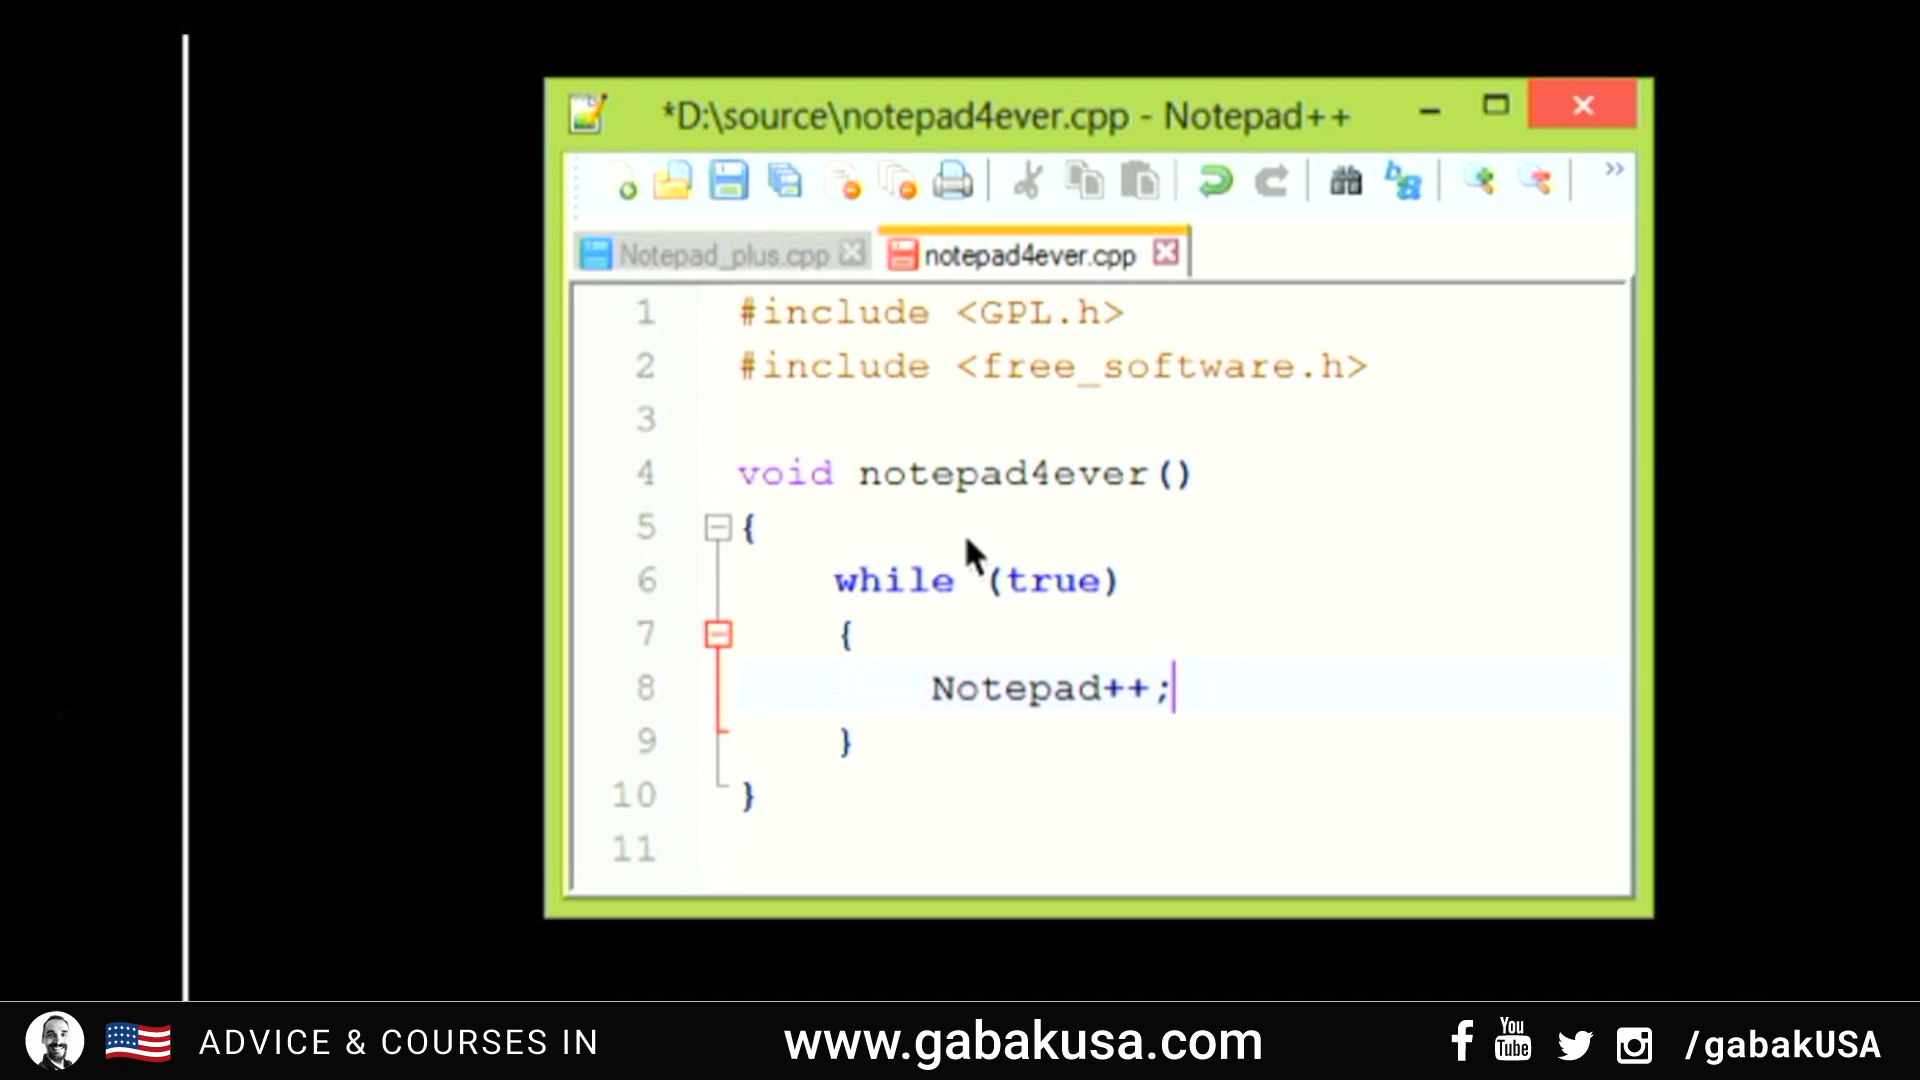 *D:\source\notepad4ever.cpp - Notepad++
Notepad_plus.cpp
notepad4ever.cpp
1 #include <GPL.h>
2 #include <free_software.h>
3
4 void notepad4ever()
5 {
6 while (true)
7 {
8 Notepad++;
9 }
10 }
11
ADVICE & COURSES IN
www.gabakusa.com
You
Tube
/gabakUSA